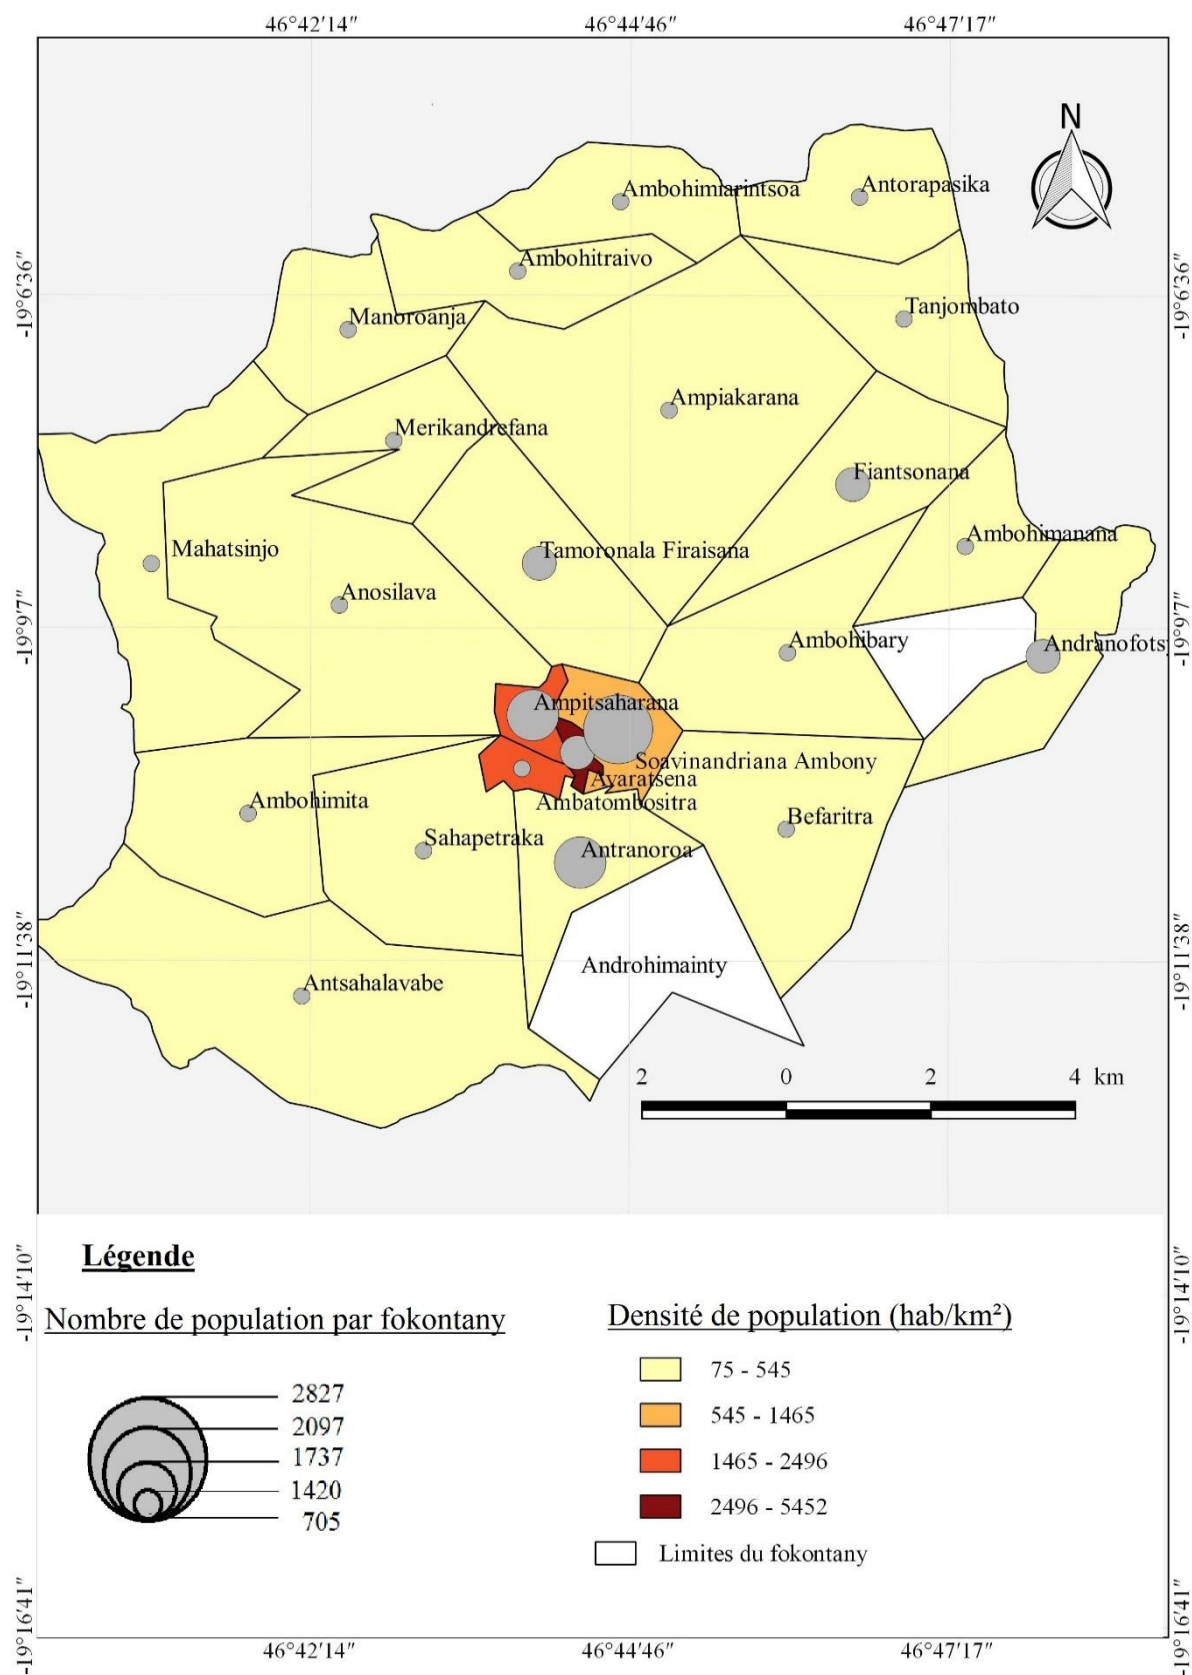 46°42'14"
46°44'46"
46°47'17"
N
Ambohimiarintsoa
Antorapasika
Ambohitraivo
-19°6'36"
-19°6'36"
Manoroanja
Tanjombato
Ampiakarana
Merikandrefana
Fiantsonana
Ambohimanana
Mahatsinjo
Tamoronala Firaisana
Anosilava
-19°9'7"
-19°9'7"
Ambohibary
Andranofots
Ampitsaharana
Soavinandriana Ambony
Avaratsena
Ambohimita
Ambatombositra
Befaritra
Sahapetraka
Antranoroa
-19°11'38"
-19°11'38"
Androhimainty
Antsahalavabe
2 0 2 4 km
Légende
-19°14'10"
-19°14'10"
Nombre de population par fokontany
2827
2097
1737
1420
705
Densité de population (hab/km²)
75 - 545
545 - 1465
1465 - 2496
2496 - 5452
Limites du fokontany
-19°16'41"
-19°16'41"
46°42'14"
46°44'46"
46°47'17"